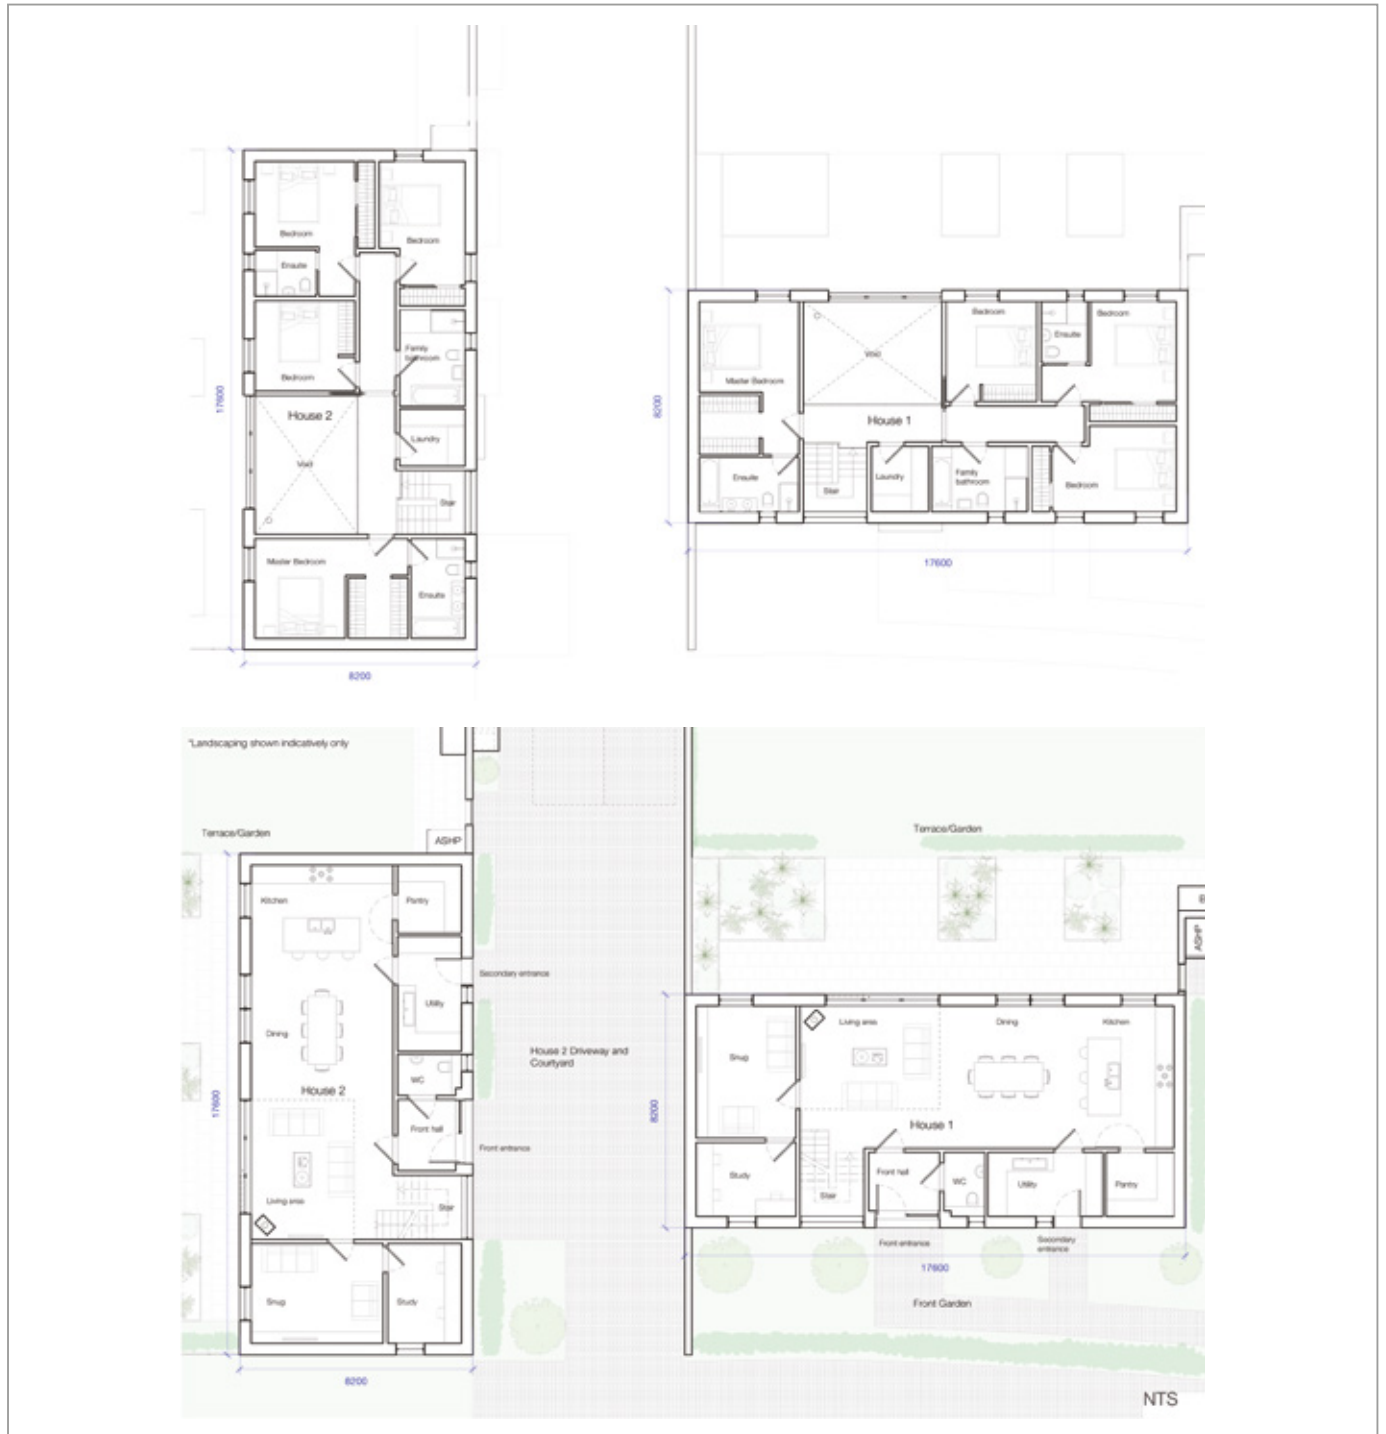 Bedroom
Bedroom
Ensuite
Family
bathroom
Bedroom
17600
House 2
Laundry
Void
Stair
Master Bedroom
Ensuite
8200
Bedroom
Bedroom
Ensuite
Void
Master Bedroom
8200
House 1
Ensuite
Stair
Laundry
Family
bathroom
Bedroom
17600
*Landscaping shown indicatively only
Terrace/Garden
ASHP
Kitchen
Pantry
Secondary entrance
Utility
Dining
WC
House 2
17600
Front hall
Front entrance
Living area
Stair
Snug
Study
8200
House 2 Driveway and
Courtyard
Terrace/Garden
ASHP
Living area
Dining
Kitchen
Snug
8200
House 1
Study
Stair
Front hall
WC
Utility
Pantry
Front entrance
Secondary
entrance
17600
Front Garden
NTS